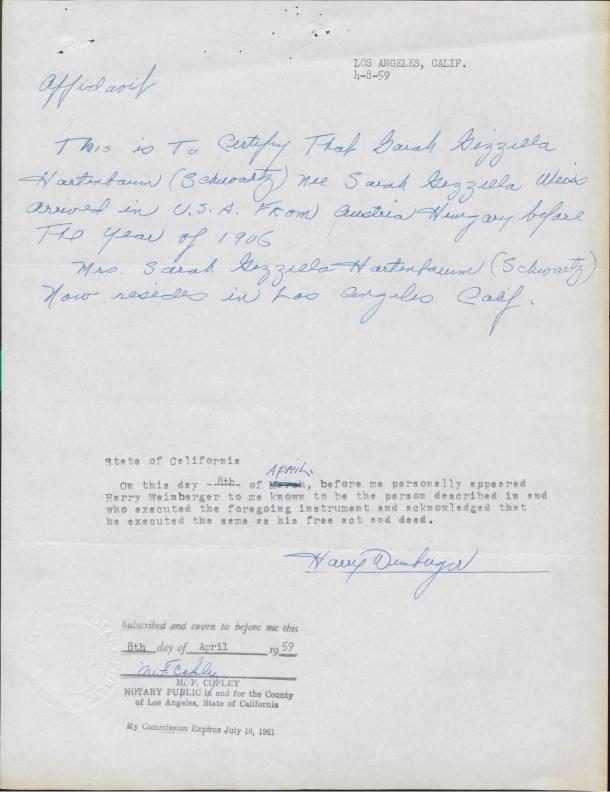 LOS ANGELES, CALIF.
4-8-59
Affidavit
This is To Certify That Sarah Gizzilla
Hartenbaum (Schwartz) nee Sarah Gezzilla Weiss
arrived in U.S.A. From Austria Hungary before
The year of 1906
Mrs. Sarah Gezzilla Hartenbaum (Schwartz)
Now resides in Los Angeles Calif.
State of California
April
On this day --8th- of March, before me personally appeared
Harry Weinberger to me known to be the person described in and
who executed the foregoing instrument and acknowledged that
he executed the same as his free act and deed.
Harry Weinberger
Subscribed and sworn to before me this
8th day of April 1959
M. F. Copley
M. F. COPLEY
NOTARY PUBLIC in and for the County
of Los Angeles, State of California
My Commission Expires July 10, 1961